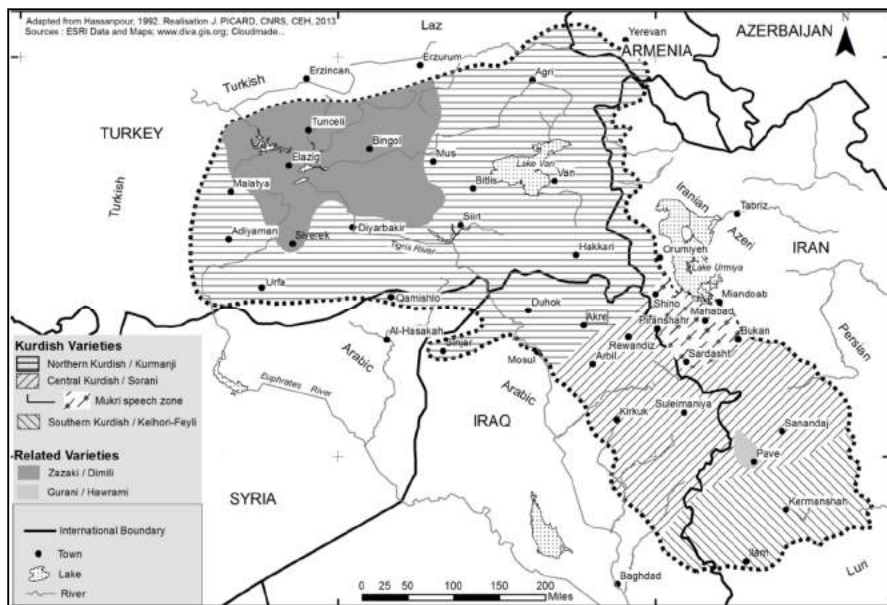 Adapted from Hassanpour, 1992. Realisation J. PICARD, CNRS, CEH, 2013
Sources : ESRI Data and Maps; www.diva.gis.org; Cloudmade...
Laz
Yerevan
ARMENIA
AZERBAIJAN
N
Turkish
Erzincan
Erzurum
Agri
TURKEY
Tunceli
Bingol
Elazig
Mus
Lake Van
Van
Malatya
Bitlis
Turkish
Iranian
Azeri
Tabriz
Siirt
Adiyaman
Siverek
Diyarbakir
Tigris River
Hakkari
Orumiyeh
IRAN
Lake Urmiya
Urfa
Qamishlo
Duhok
Akre
Shino
Miandoab
Mahabad
Piranshahr
Bukan
Al-Hasakah
Sinjar
Mosul
Rewandiz
Arbil
Sardasht
Persian
Arabic
Arabic
Euphrates River
IRAQ
Kirkuk
Suleimaniya
Sanandaj
Pave
SYRIA
Kermanshah
Ilam
Luri
Baghdad
Kurdish Varieties
Northern Kurdish / Kurmanji
Central Kurdish / Sorani
Mukri speech zone
Southern Kurdish / Kelhori-Feyli
Related Varieties
Zazaki / Dimili
Gurani / Hawrami
International Boundary
Town
Lake
River
0 25 50 100 150 200
Miles